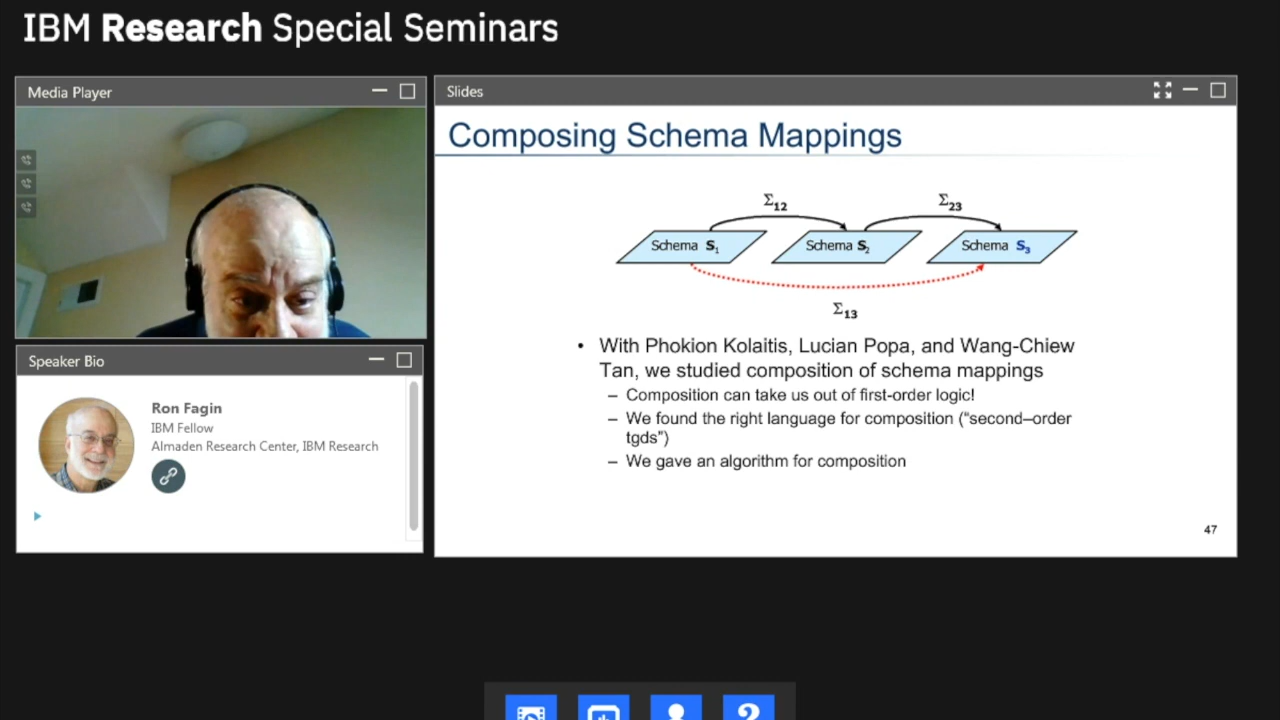 IBM Research Special Seminars
Media Player
Speaker Bio
Ron Fagin
IBM Fellow
Almaden Research Center, IBM Research
Slides
Composing Schema Mappings
Σ12
Σ23
Schema S1
Schema S2
Schema S3
Σ13
• With Phokion Kolaitis, Lucian Popa, and Wang-Chiew
Tan, we studied composition of schema mappings
– Composition can take us out of first-order logic!
– We found the right language for composition (“second–order
tgds”)
– We gave an algorithm for composition
47
?